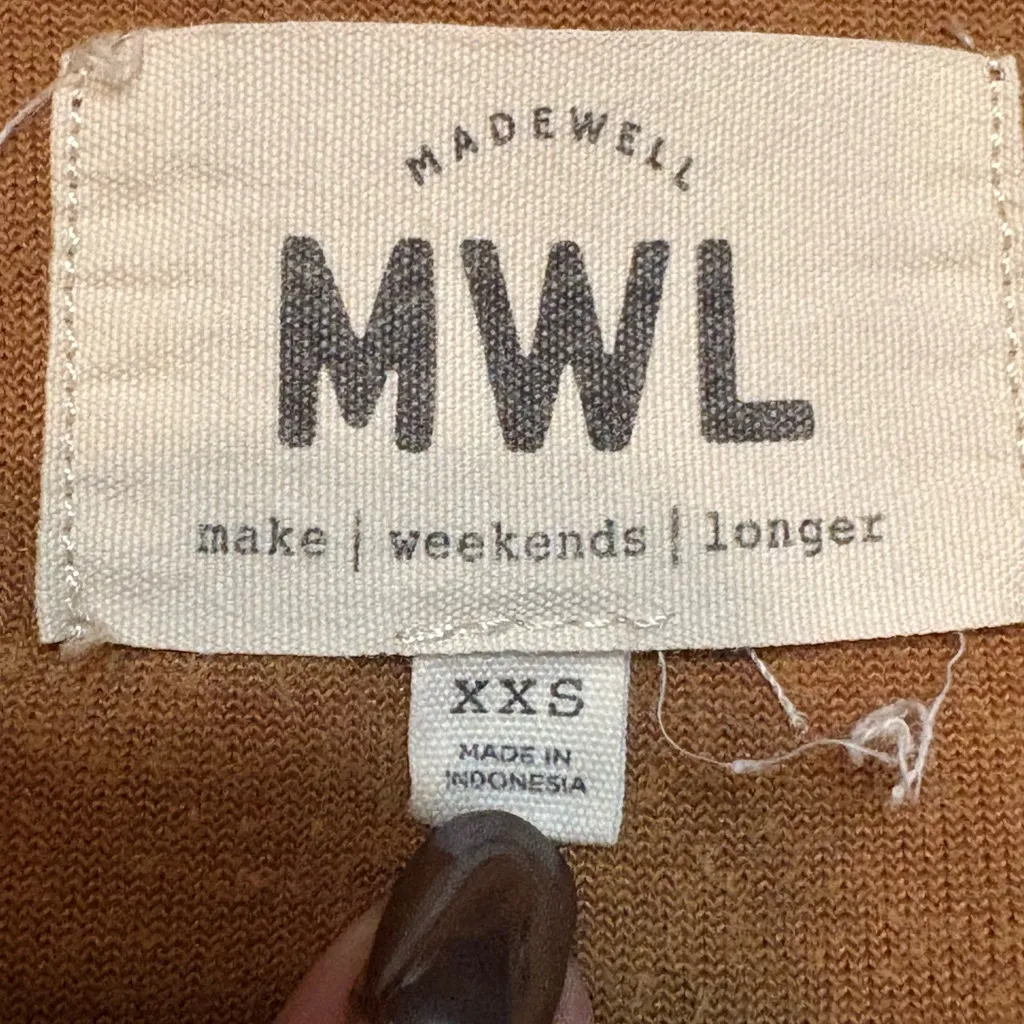 MADEWELL
MWL
make | weekends | longer
XXS
MADE IN
INDONESIA